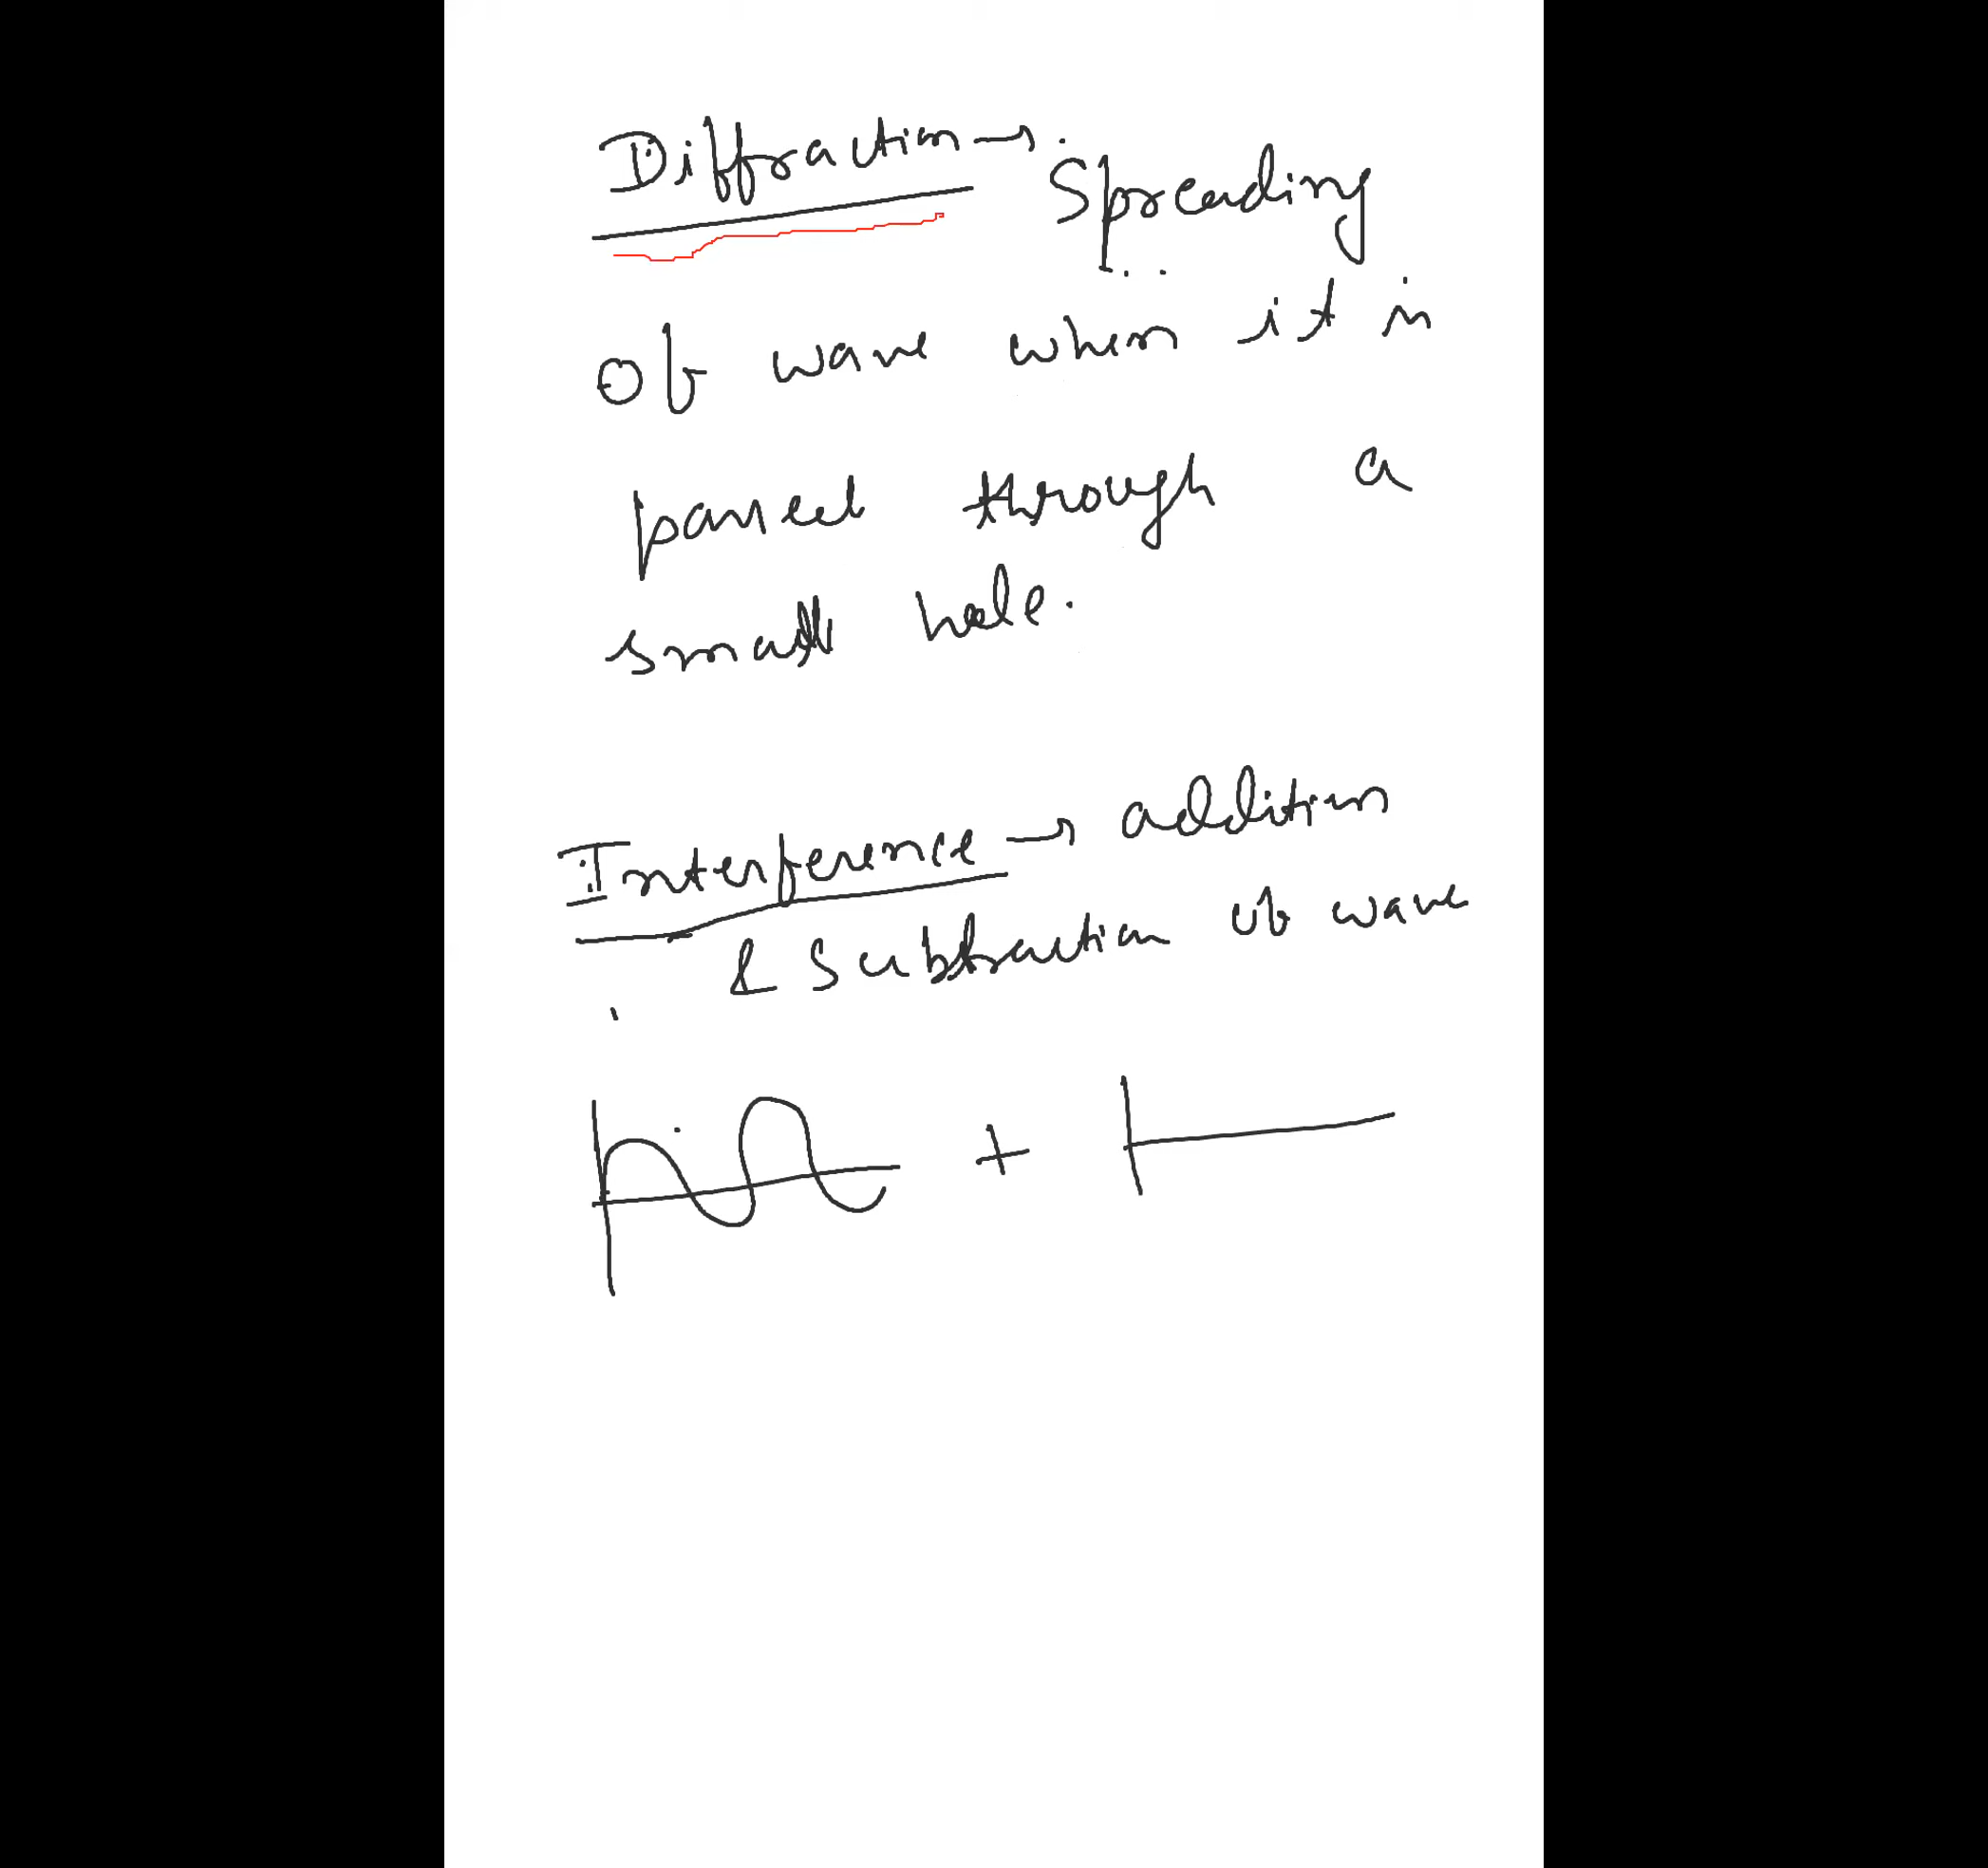 Diffraction →
Spreading
of wave when it is
passed through a
small hole.
Interference → addition
& Subtraction of wave
+